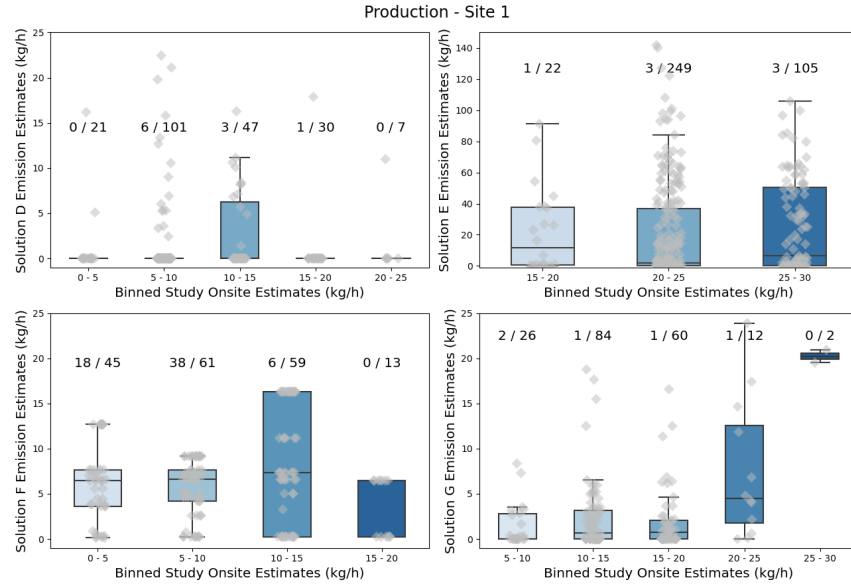 Production - Site 1
Solution D Emission Estimates (kg/h)
25
20
15
10
5
0
0 / 21 6 / 101 3 / 47 1 / 30 0 / 7
0 - 5 5 - 10 10 - 15 15 - 20 20 - 25
Binned Study Onsite Estimates (kg/h)
Solution E Emission Estimates (kg/h)
140
120
100
80
60
40
20
0
1 / 22 3 / 249 3 / 105
15 - 20 20 - 25 25 - 30
Binned Study Onsite Estimates (kg/h)
Solution F Emission Estimates (kg/h)
25
20
15
10
5
0
18 / 45 38 / 61 6 / 59 0 / 13
0 - 5 5 - 10 10 - 15 15 - 20
Binned Study Onsite Estimates (kg/h)
Solution G Emission Estimates (kg/h)
25
20
15
10
5
0
2 / 26 1 / 84 1 / 60 1 / 12 0 / 2
5 - 10 10 - 15 15 - 20 20 - 25 25 - 30
Binned Study Onsite Estimates (kg/h)